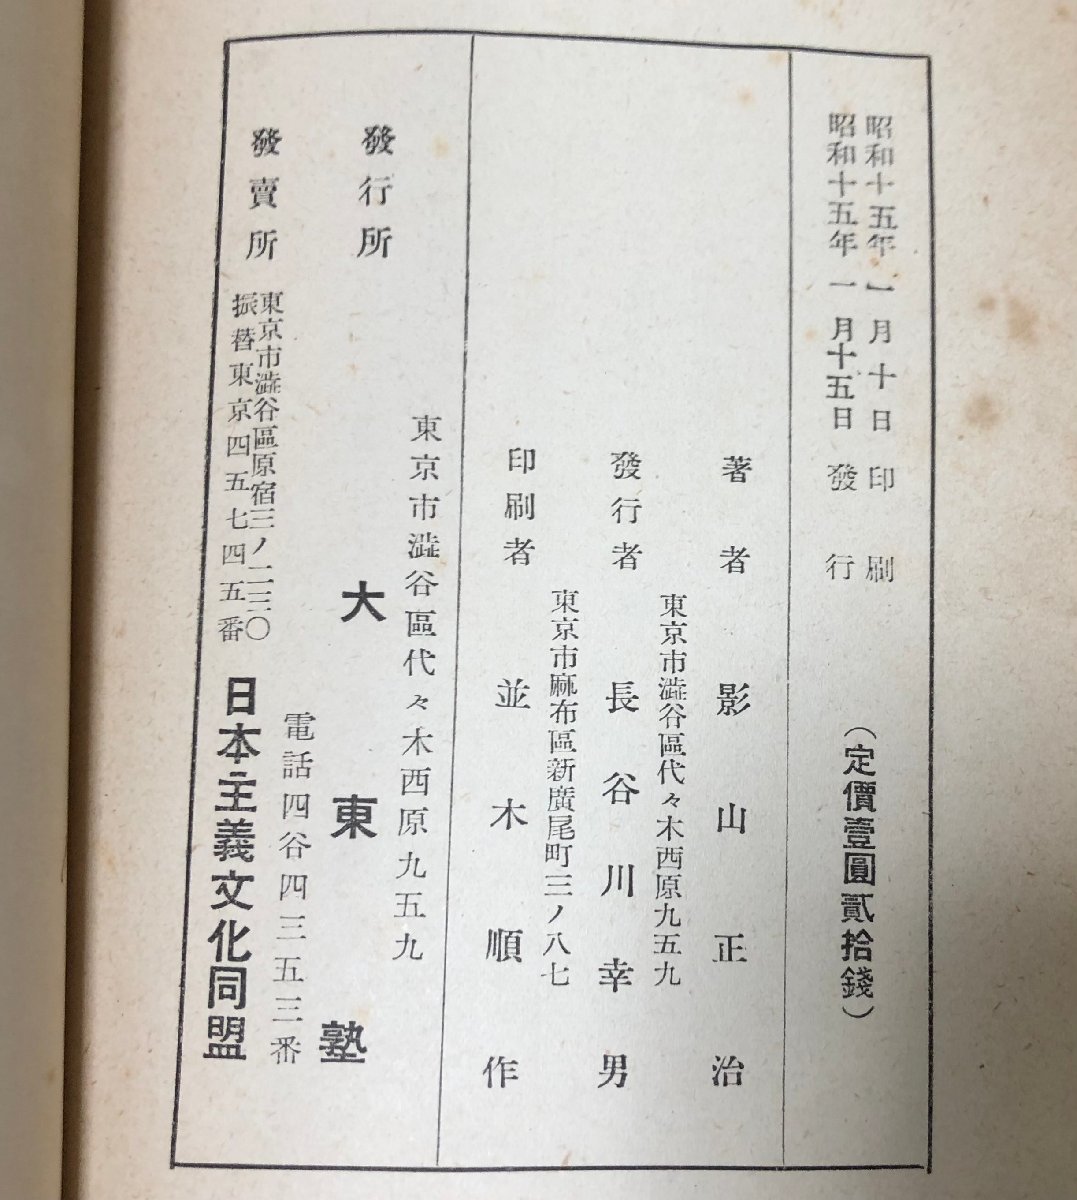 昭和十五年一月十日印刷
昭和十五年一月十五日發行
（定價壹圓貳拾錢）
著者　影山正治
東京市澁谷區代々木西原九五九
發行者　長谷川幸男
東京市麻布區新廣尾町三ノ八七
印刷者　並木順作
東京市澁谷區代々木西原九五九
發行所　大東塾
電話四谷四三五三番
發賣所　東京市澁谷區原宿三ノ二三〇
振替東京四五七四五番
日本主義文化同盟